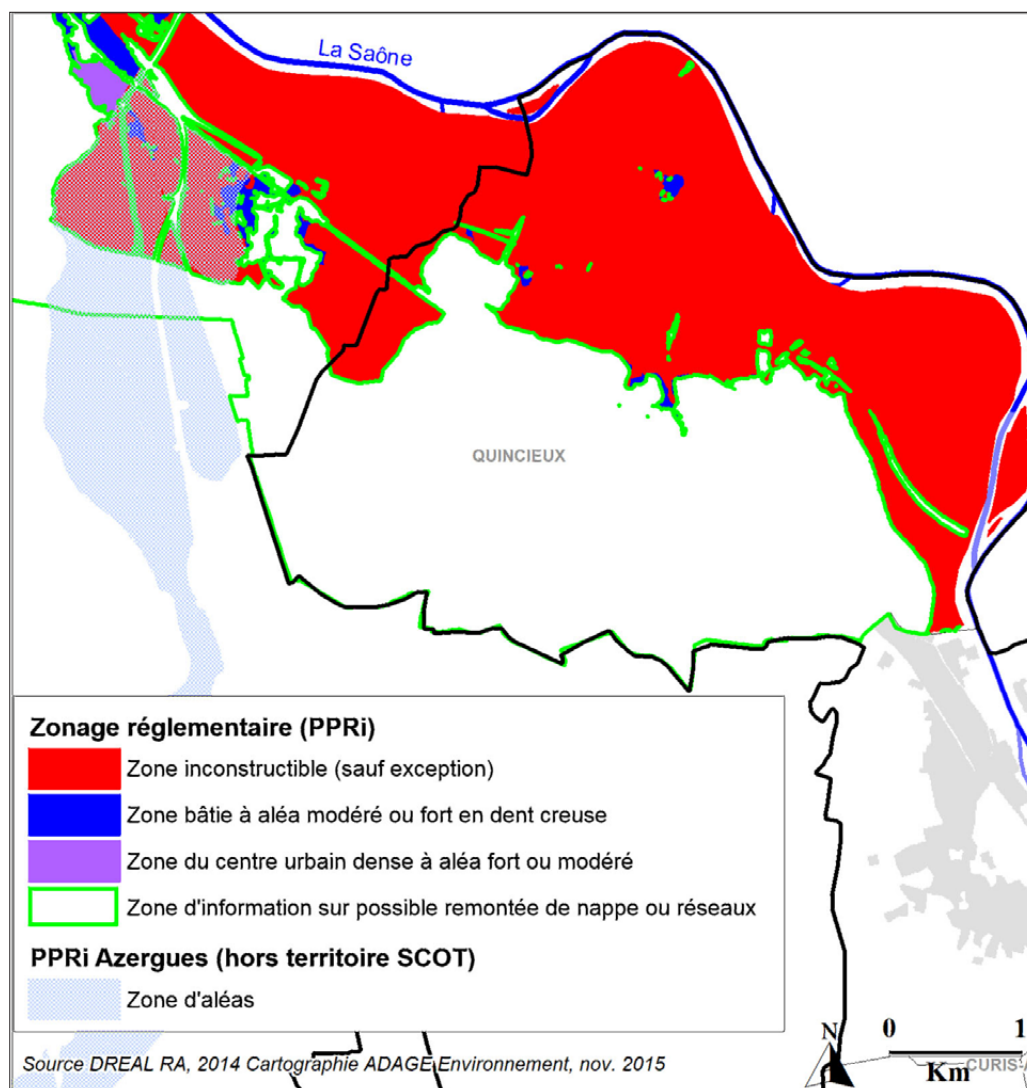 La Saône
QUINCIEUX
Zonage réglementaire (PPRi)
Zone inconstructible (sauf exception)
Zone bâtie à aléa modéré ou fort en dent creuse
Zone du centre urbain dense à aléa fort ou modéré
Zone d'information sur possible remontée de nappe ou réseaux
PPRi Azergues (hors territoire SCOT)
Zone d'aléas
Source DREAL RA, 2014 Cartographie ADAGE Environnement, nov. 2015
N
0 1
Km
CURIS-